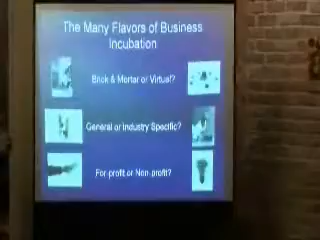 The Many Flavors of Business
Incubation
Brick & Mortar or Virtual?
General or Industry Specific?
For-profit or Non-profit?